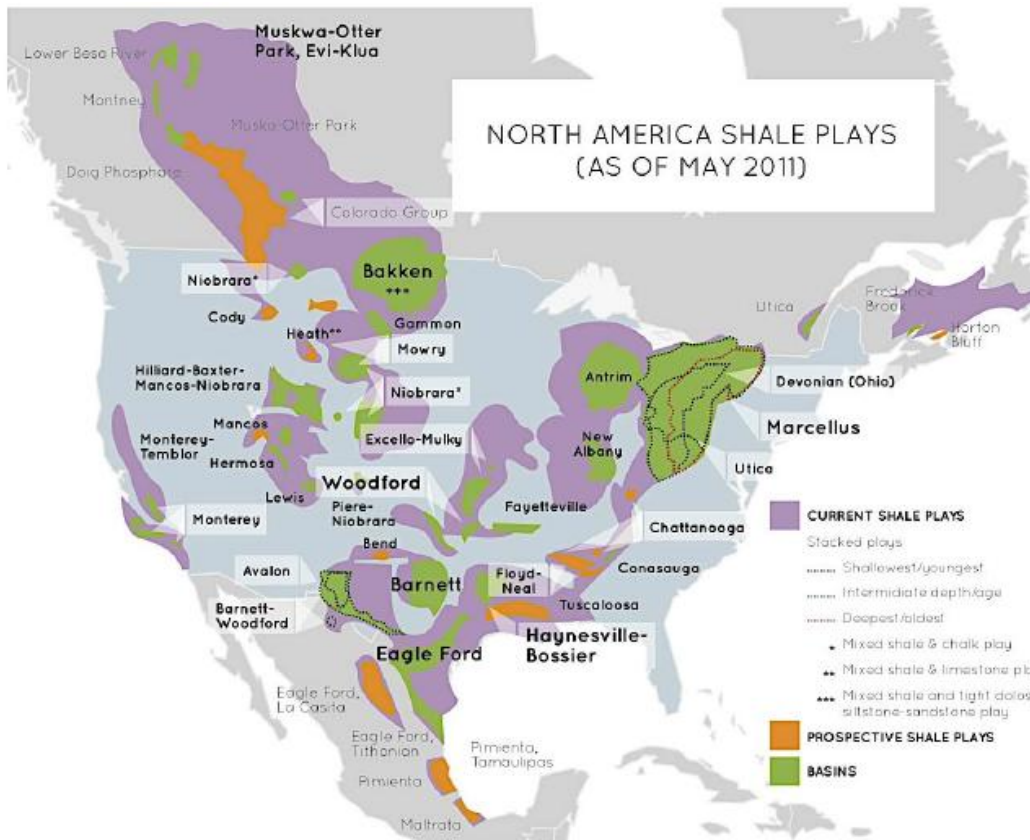 Muskwa-Otter
Park, Evi-Klua
Lower Besa River
Montney
Muska-Otter Park
Doig Phosphate
NORTH AMERICA SHALE PLAYS
(AS OF MAY 2011)
Colorado Group
Niobrara*
Bakken
***
Cody
Gammon
Heath**
Mowry
Utica
Frederick
Brook
Horton
Bluff
Hilliard-Baxter-
Mancos-Niobrara
Niobrara*
Antrim
Devonian (Ohio)
Mancos
Excello-Mulky
Marcellus
Monterey-
Temblor
Hermosa
New
Albany
Utica
Lewis
Woodford
Monterey
Piere-
Niobrara
Fayetteville
Chattanooga
Bend
Avalon
Barnett
Floyd-
Neal
Conasauga
Barnett-
Woodford
Tuscaloosa
Haynesville-
Bossier
Eagle Ford
Eagle Ford,
La Casita
Eagle Ford,
Tithonian
Pimienta,
Tamaulipas
Pimienta
Maltrata
CURRENT SHALE PLAYS
Stacked plays
Shallowest/youngest
Intermidiate depth/age
Deepest/oldest
* Mixed shale & chalk play
** Mixed shale & limestone pl
*** Mixed shale and tight dolos
siltstone-sandstone play
PROSPECTIVE SHALE PLAYS
BASINS